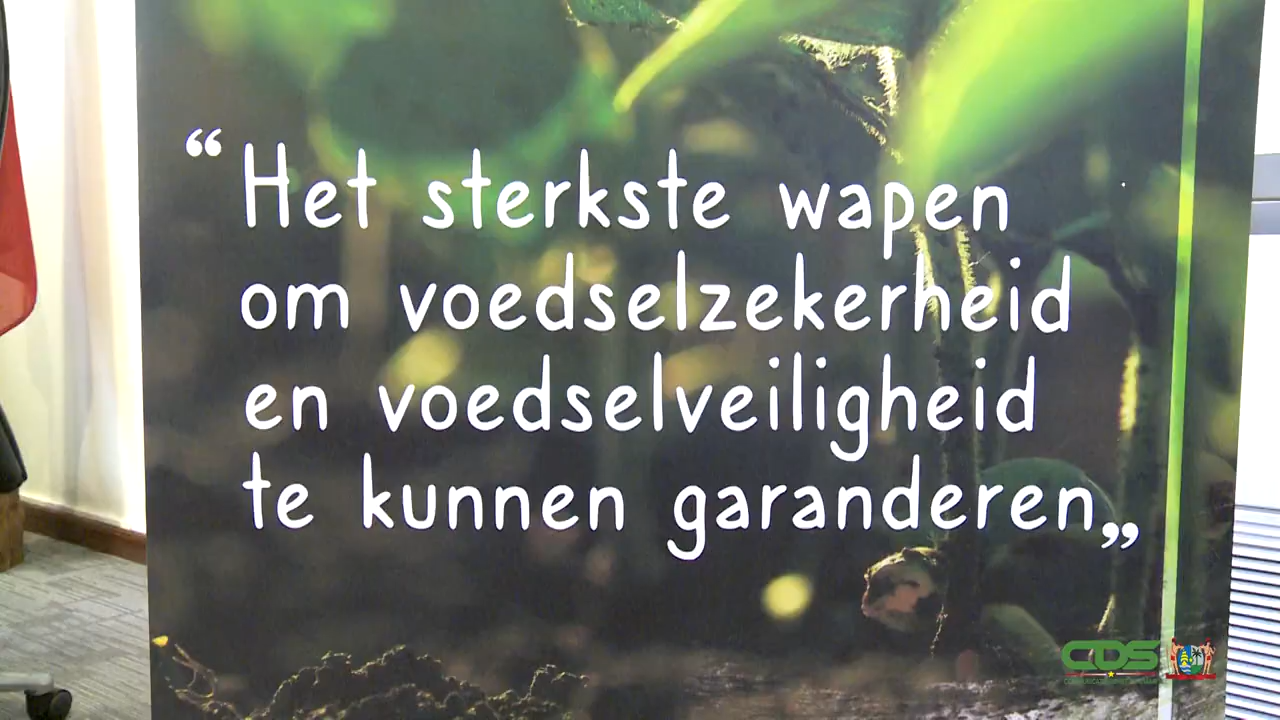 “Het sterkste wapen
om voedselzekerheid
en voedselveiligheid
te kunnen garanderen„
CDS